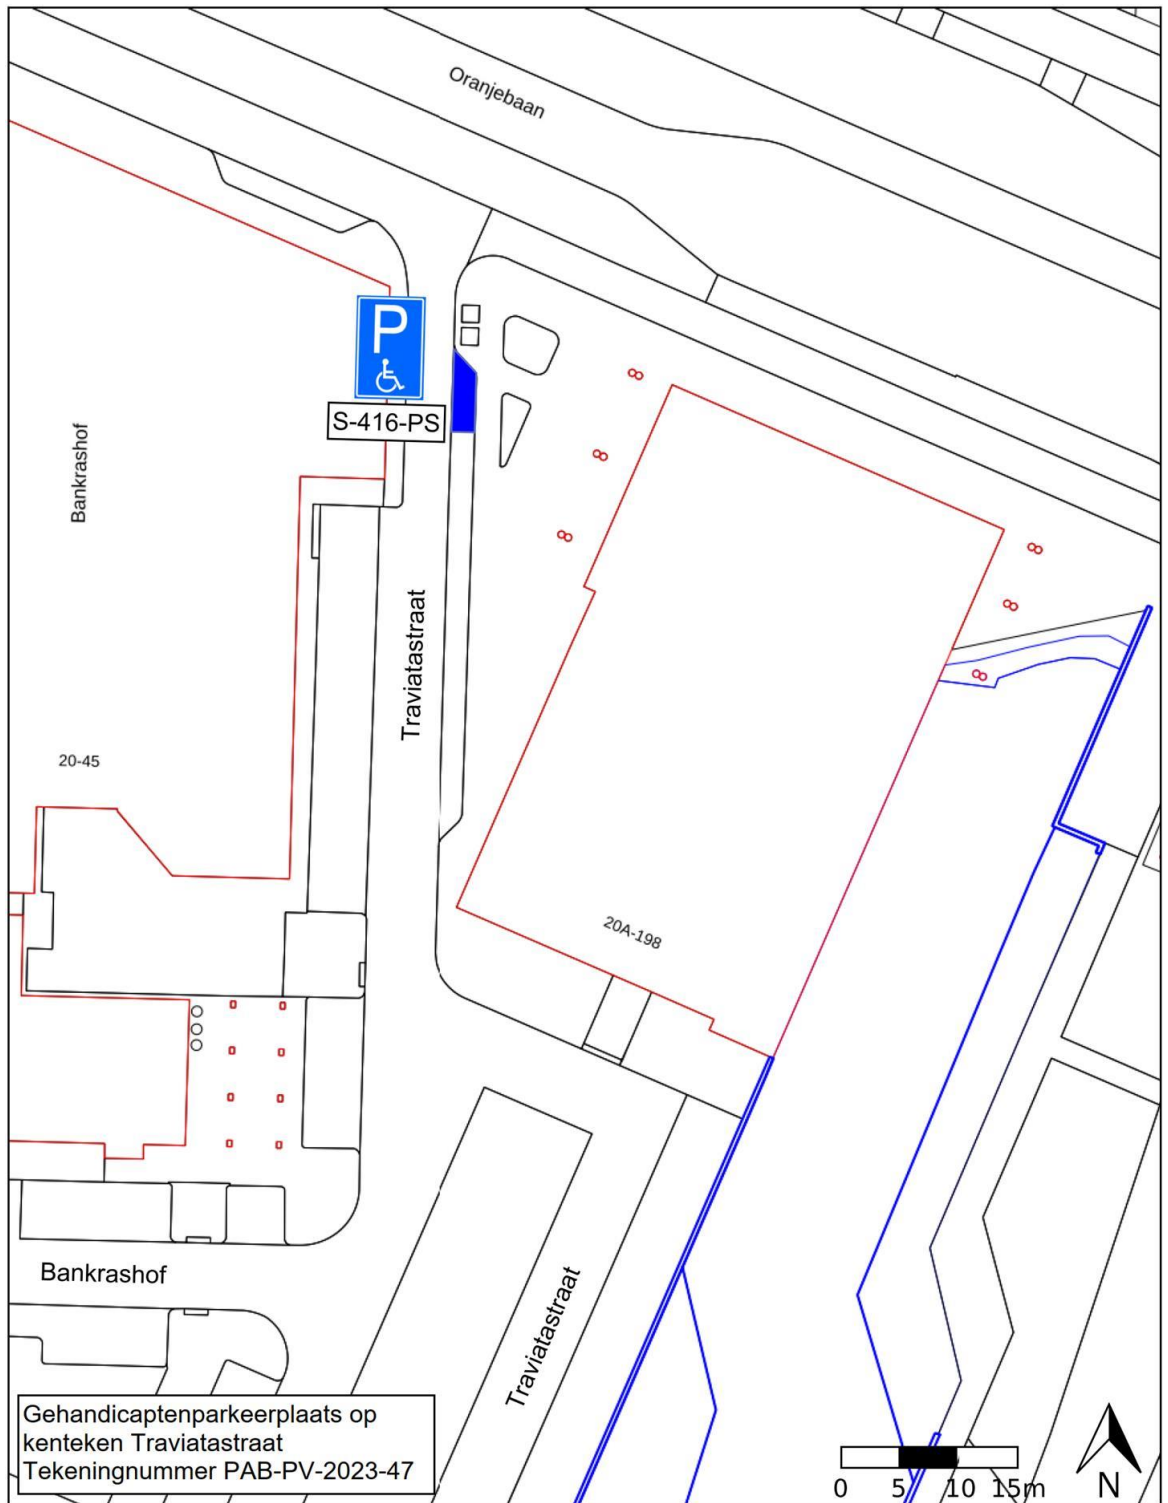 Oranjebaan
P
S-416-PS
Bankrashof
Traviatastraat
20-45
20A-198
Bankrashof
Traviatastraat
Gehandicaptenparkeerplaats op
kenteken Traviatastraat
Tekeningnummer PAB-PV-2023-47
0 5 10 15m
N